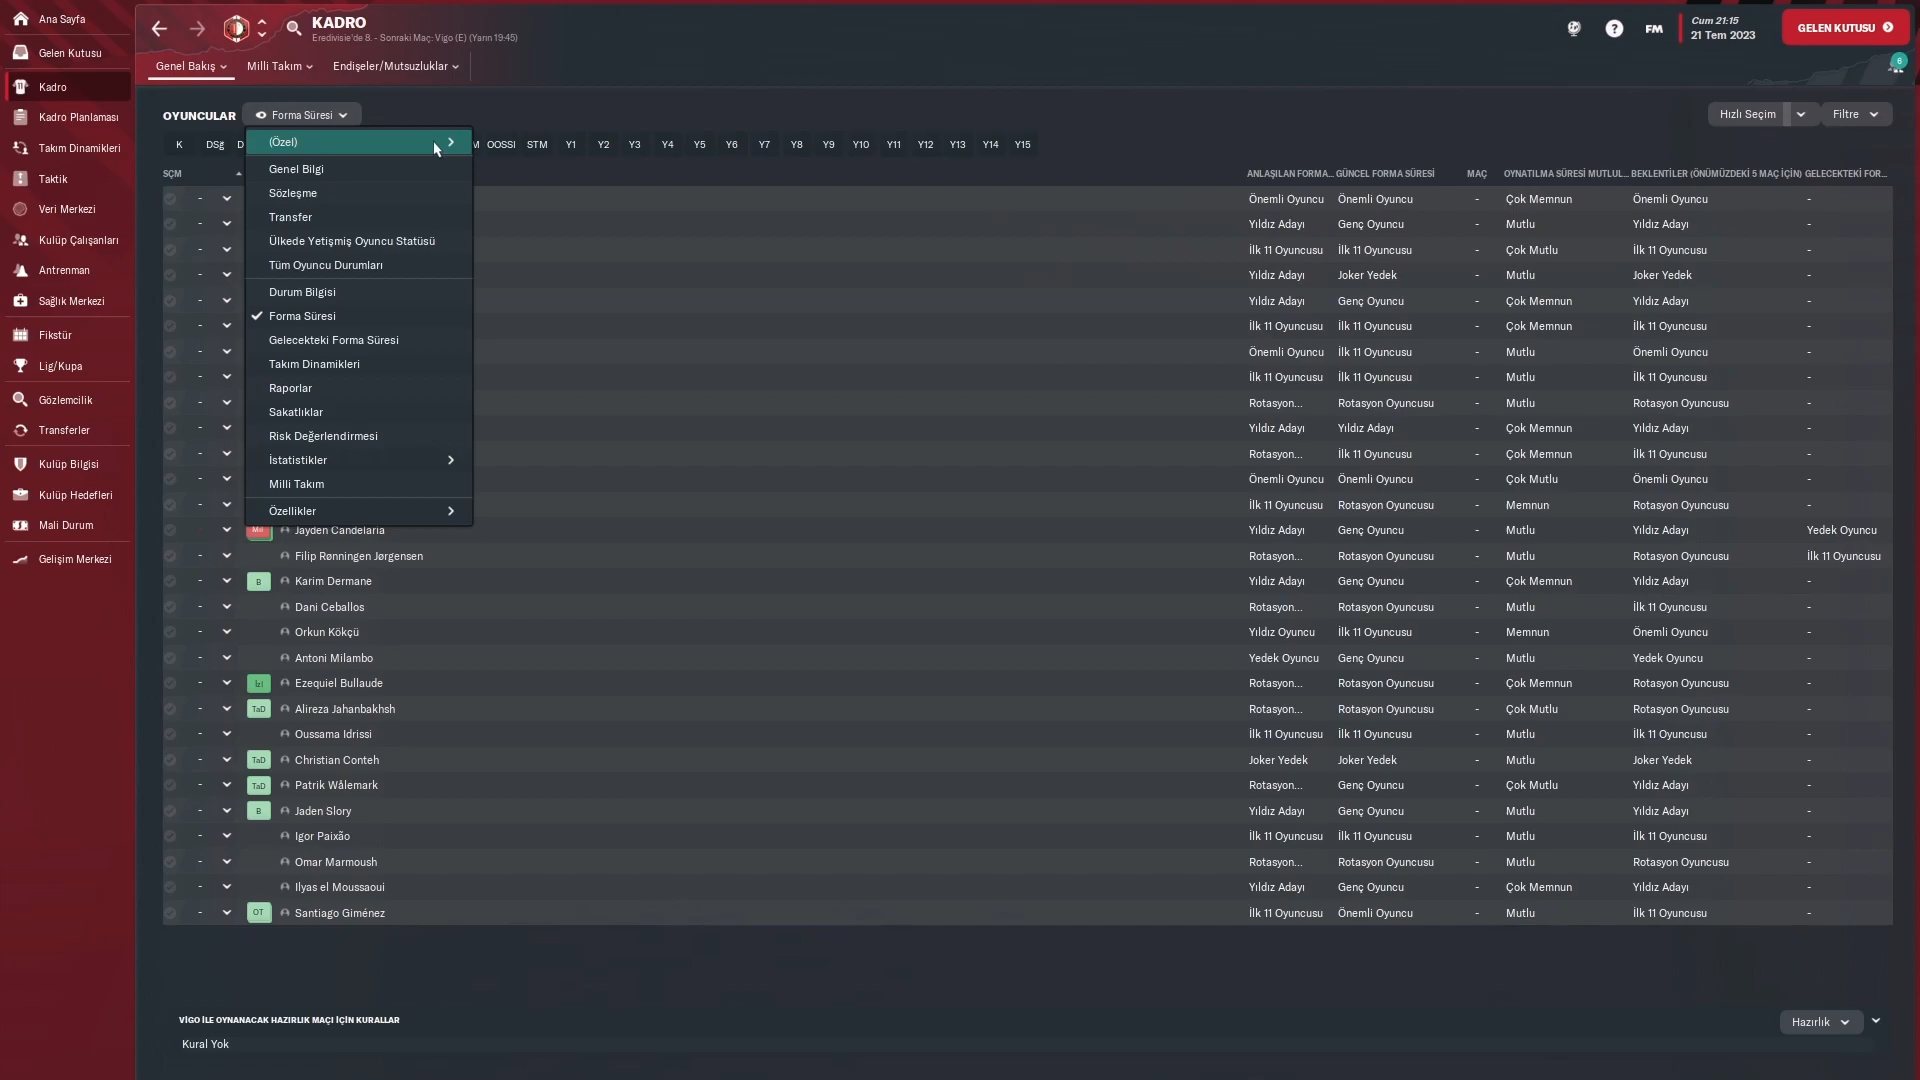 Ana Sayfa
Gelen Kutusu
Kadro
Kadro Planlaması
Takım Dinamikleri
Taktik
Veri Merkezi
Kulüp Çalışanları
Antrenman
Sağlık Merkezi
Fikstür
Lig/Kupa
Gözlemcilik
Transferler
Kulüp Bilgisi
Kulüp Hedefleri
Mali Durum
Gelişim Merkezi
KADRO
Eredivisie'de 8. - Sonraki Maç: Vigo (E) (Yarın 19:45)
FM
Cum 21:15
21 Tem 2023
GELEN KUTUSU
6
Genel Bakış Milli Takım Endişeler/Mutsuzluklar
OYUNCULAR Forma Süresi Hızlı Seçim Filtre
K DSğ D M OOSSl STM Y1 Y2 Y3 Y4 Y5 Y6 Y7 Y8 Y9 Y10 Y11 Y12 Y13 Y14 Y15
(Özel)
Genel Bilgi
Sözleşme
Transfer
Ülkede Yetişmiş Oyuncu Statüsü
Tüm Oyuncu Durumları
Durum Bilgisi
Forma Süresi
Gelecekteki Forma Süresi
Takım Dinamikleri
Raporlar
Sakatlıklar
Risk Değerlendirmesi
İstatistikler
Milli Takım
Özellikler
SÇM ANLAŞILAN FORMA... GÜNCEL FORMA SÜRESİ MAÇ OYNATILMA SÜRESİ MUTLUL... BEKLENTİLER (ÖNÜMÜZDEKİ 5 MAÇ İÇİN) GELECEKTEKİ FOR...
- Önemli Oyuncu Önemli Oyuncu - Çok Memnun Önemli Oyuncu -
- Yıldız Adayı Genç Oyuncu - Mutlu Yıldız Adayı -
- İlk 11 Oyuncusu İlk 11 Oyuncusu - Çok Mutlu İlk 11 Oyuncusu -
- Yıldız Adayı Joker Yedek - Mutlu Joker Yedek -
- Yıldız Adayı Genç Oyuncu - Çok Memnun Yıldız Adayı -
- İlk 11 Oyuncusu İlk 11 Oyuncusu - Çok Memnun İlk 11 Oyuncusu -
- Önemli Oyuncu İlk 11 Oyuncusu - Mutlu Önemli Oyuncu -
- İlk 11 Oyuncusu İlk 11 Oyuncusu - Mutlu İlk 11 Oyuncusu -
- Rotasyon... Rotasyon Oyuncusu - Mutlu Rotasyon Oyuncusu -
- Yıldız Adayı Yıldız Adayı - Çok Memnun Yıldız Adayı -
- Rotasyon... İlk 11 Oyuncusu - Çok Memnun İlk 11 Oyuncusu -
- Önemli Oyuncu Önemli Oyuncu - Çok Mutlu Önemli Oyuncu -
- İlk 11 Oyuncusu Rotasyon Oyuncusu - Memnun Rotasyon Oyuncusu -
- Mil Jayden Candelaria Yıldız Adayı Genç Oyuncu - Mutlu Yıldız Adayı Yedek Oyuncu
- Filip Rønningen Jørgensen Rotasyon... Rotasyon Oyuncusu - Mutlu Rotasyon Oyuncusu İlk 11 Oyuncusu
- B Karim Dermane Yıldız Adayı Genç Oyuncu - Çok Memnun Yıldız Adayı -
- Dani Ceballos Rotasyon... Rotasyon Oyuncusu - Mutlu İlk 11 Oyuncusu -
- Orkun Kökçü Yıldız Oyuncu İlk 11 Oyuncusu - Memnun Önemli Oyuncu -
- Antoni Milambo Yedek Oyuncu Genç Oyuncu - Mutlu Yedek Oyuncu -
- İzl Ezequiel Bullaude Rotasyon... Rotasyon Oyuncusu - Çok Memnun Rotasyon Oyuncusu -
- TaD Alireza Jahanbakhsh Rotasyon... Rotasyon Oyuncusu - Çok Mutlu Rotasyon Oyuncusu -
- Oussama Idrissi İlk 11 Oyuncusu İlk 11 Oyuncusu - Mutlu İlk 11 Oyuncusu -
- TaD Christian Conteh Joker Yedek Joker Yedek - Mutlu Joker Yedek -
- TaD Patrik Wålemark Rotasyon... Genç Oyuncu - Çok Mutlu Yıldız Adayı -
- B Jaden Slory Yıldız Adayı Genç Oyuncu - Mutlu Yıldız Adayı -
- Igor Paixão İlk 11 Oyuncusu İlk 11 Oyuncusu - Mutlu İlk 11 Oyuncusu -
- Omar Marmoush Rotasyon... Rotasyon Oyuncusu - Mutlu Rotasyon Oyuncusu -
- Ilyas el Moussaoui Yıldız Adayı Genç Oyuncu - Çok Memnun Yıldız Adayı -
- OT Santiago Giménez İlk 11 Oyuncusu Önemli Oyuncu - Mutlu İlk 11 Oyuncusu -
VİGO İLE OYNANACAK HAZIRLIK MAÇI İÇİN KURALLAR
Hazırlık
Kural Yok